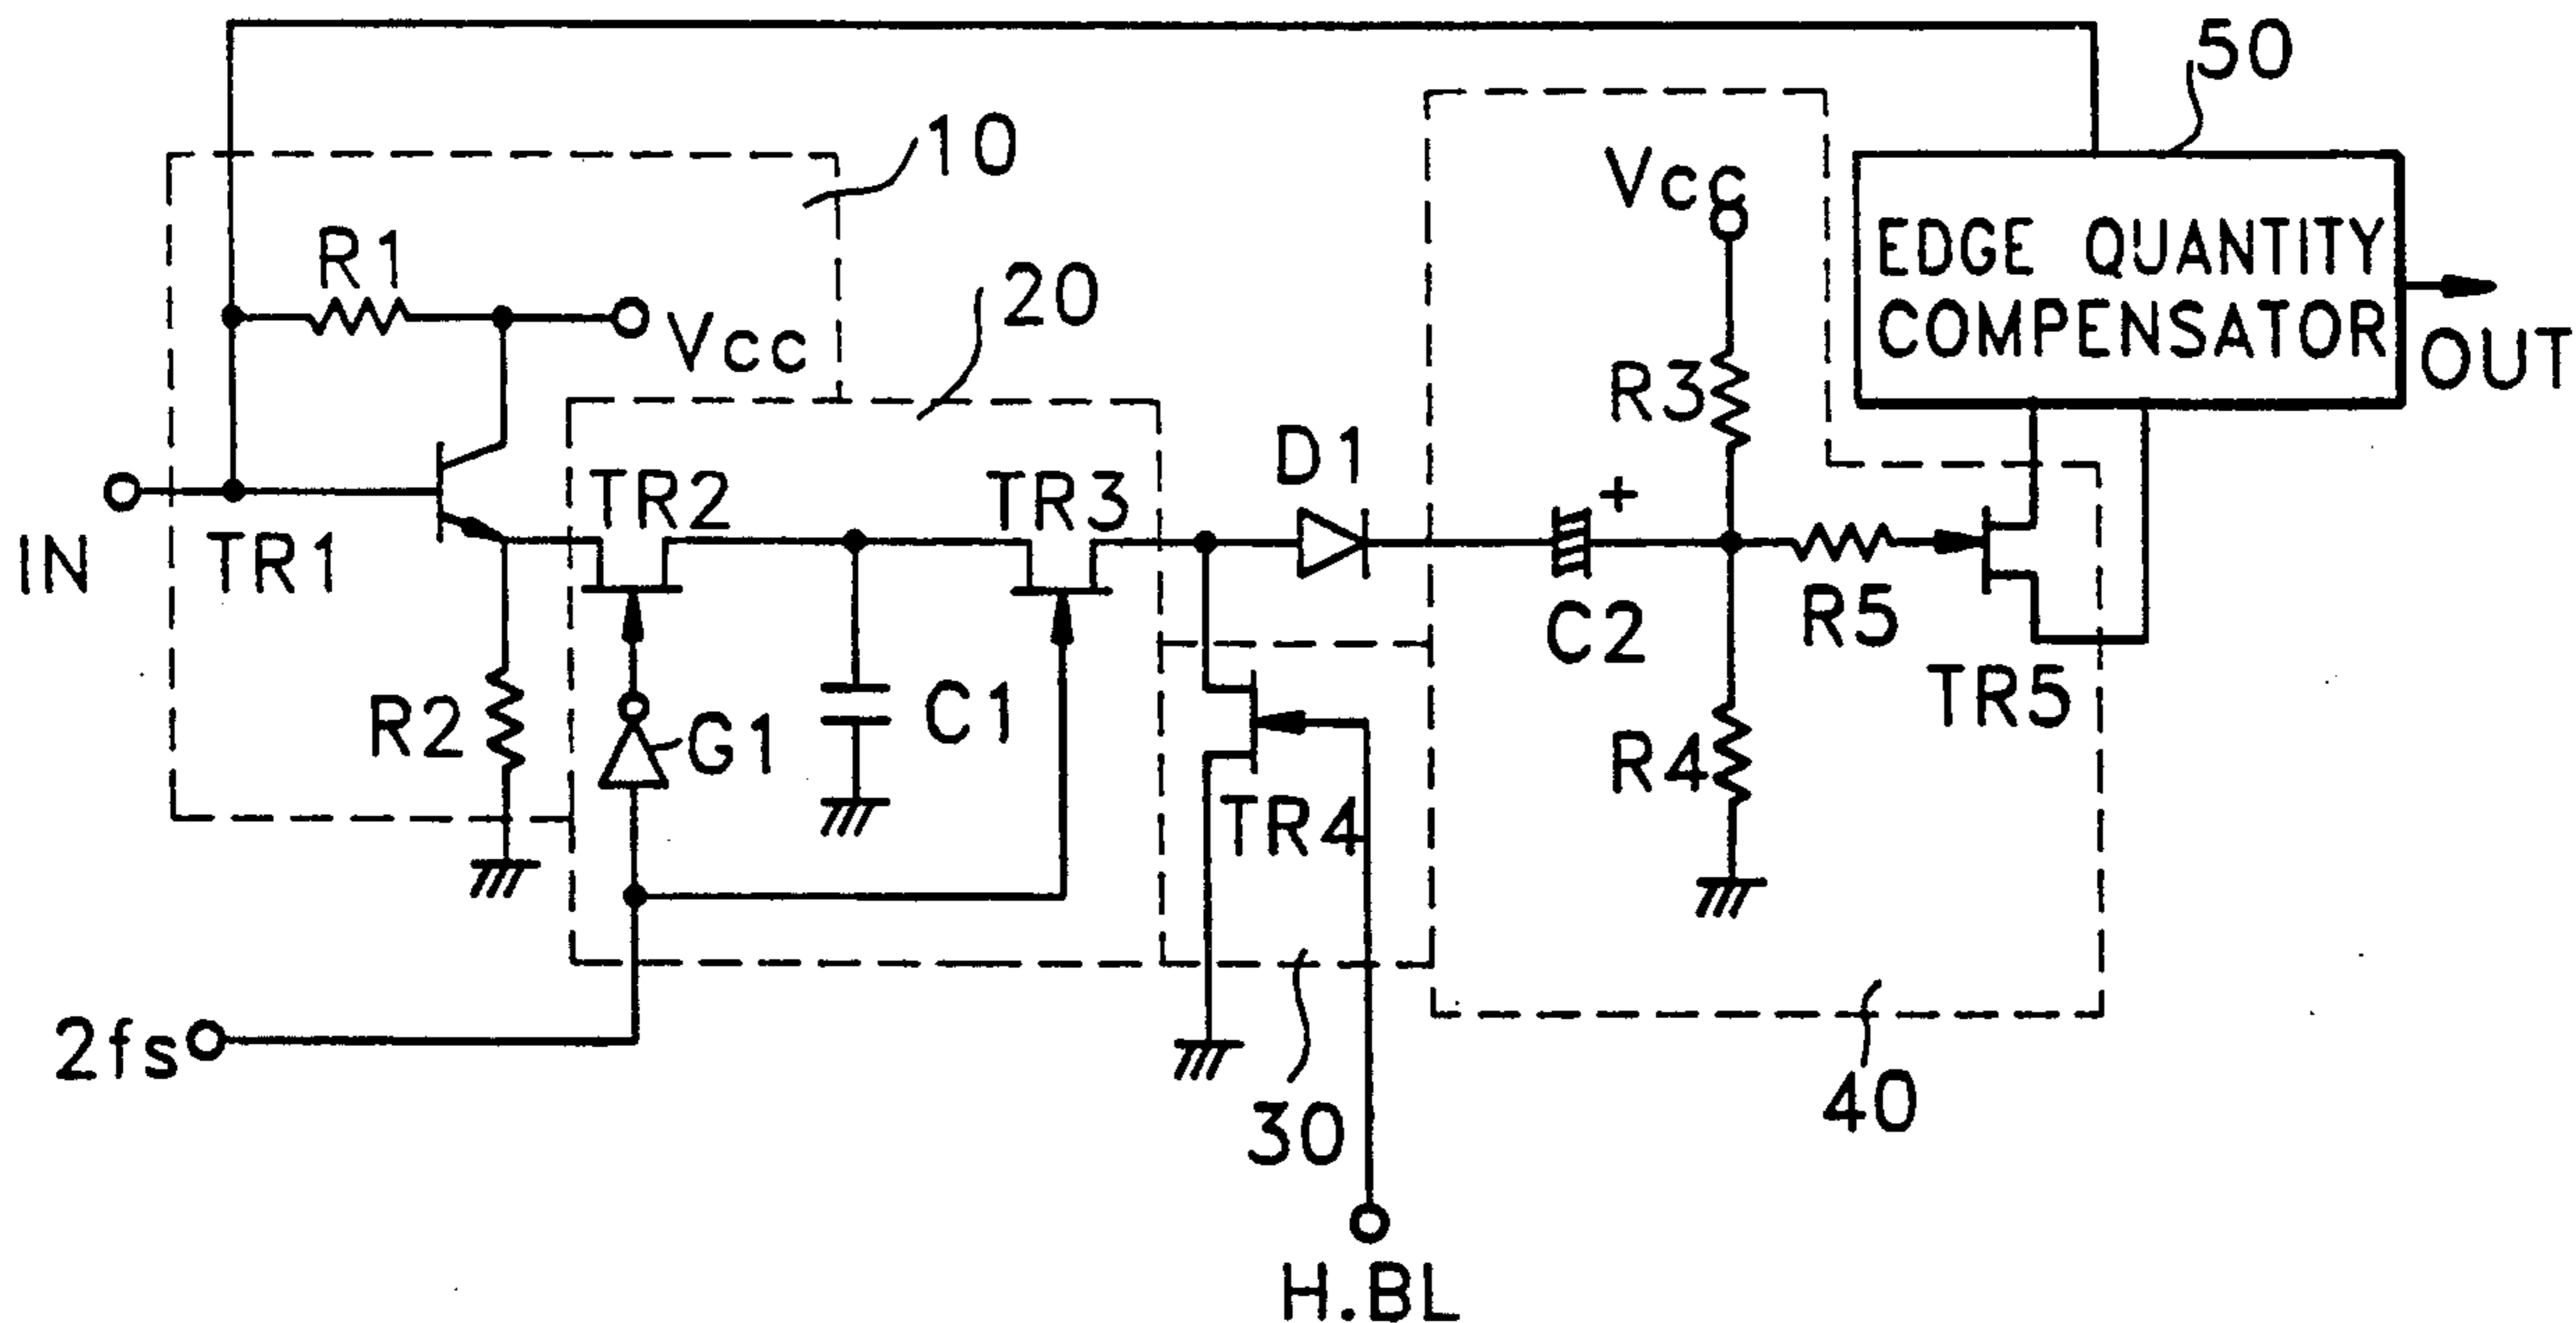 50
10
Vcc
R1
EDGE QUANTITY
COMPENSATOR
20
Vcc
OUT
R3
D1
+
TR2
TR3
IN
TR1
R5
C2
R2
G1
C1
TR5
R4
TR4
2fs
30
40
H.BL